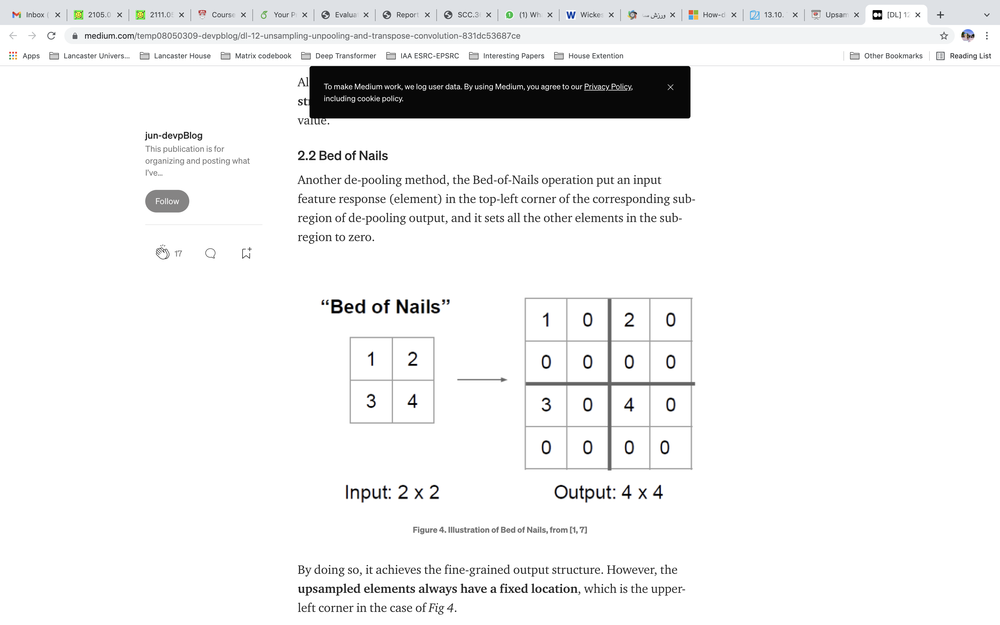 Inbox (
2105.0
2111.05
Course
Your P
Evalua
Report
SCC.3
(1) Wh
Wickes
ورزش س
How-d
13.10.
Upsam
[DL] 12
medium.com/temp08050309-devpblog/dl-12-unsampling-unpooling-and-transpose-convolution-831dc53687ce
Apps
Lancaster Univers...
Lancaster House
Matrix codebook
Deep Transformer
IAA ESRC-EPSRC
Interesting Papers
House Extention
Other Bookmarks
Reading List
To make Medium work, we log user data. By using Medium, you agree to our Privacy Policy,
including cookie policy.
Al
value.
jun-devpBlog
This publication is for
organizing and posting what
I've...
Follow
17
2.2 Bed of Nails
Another de-pooling method, the Bed-of-Nails operation put an input
feature response (element) in the top-left corner of the corresponding sub-
region of de-pooling output, and it sets all the other elements in the sub-
region to zero.
“Bed of Nails”
1 2
3 4
Input: 2 x 2
1 0 2 0
0 0 0 0
3 0 4 0
0 0 0 0
Output: 4 x 4
Figure 4. Illustration of Bed of Nails, from [1, 7]
By doing so, it achieves the fine-grained output structure. However, the
upsampled elements always have a fixed location, which is the upper-
left corner in the case of Fig 4.